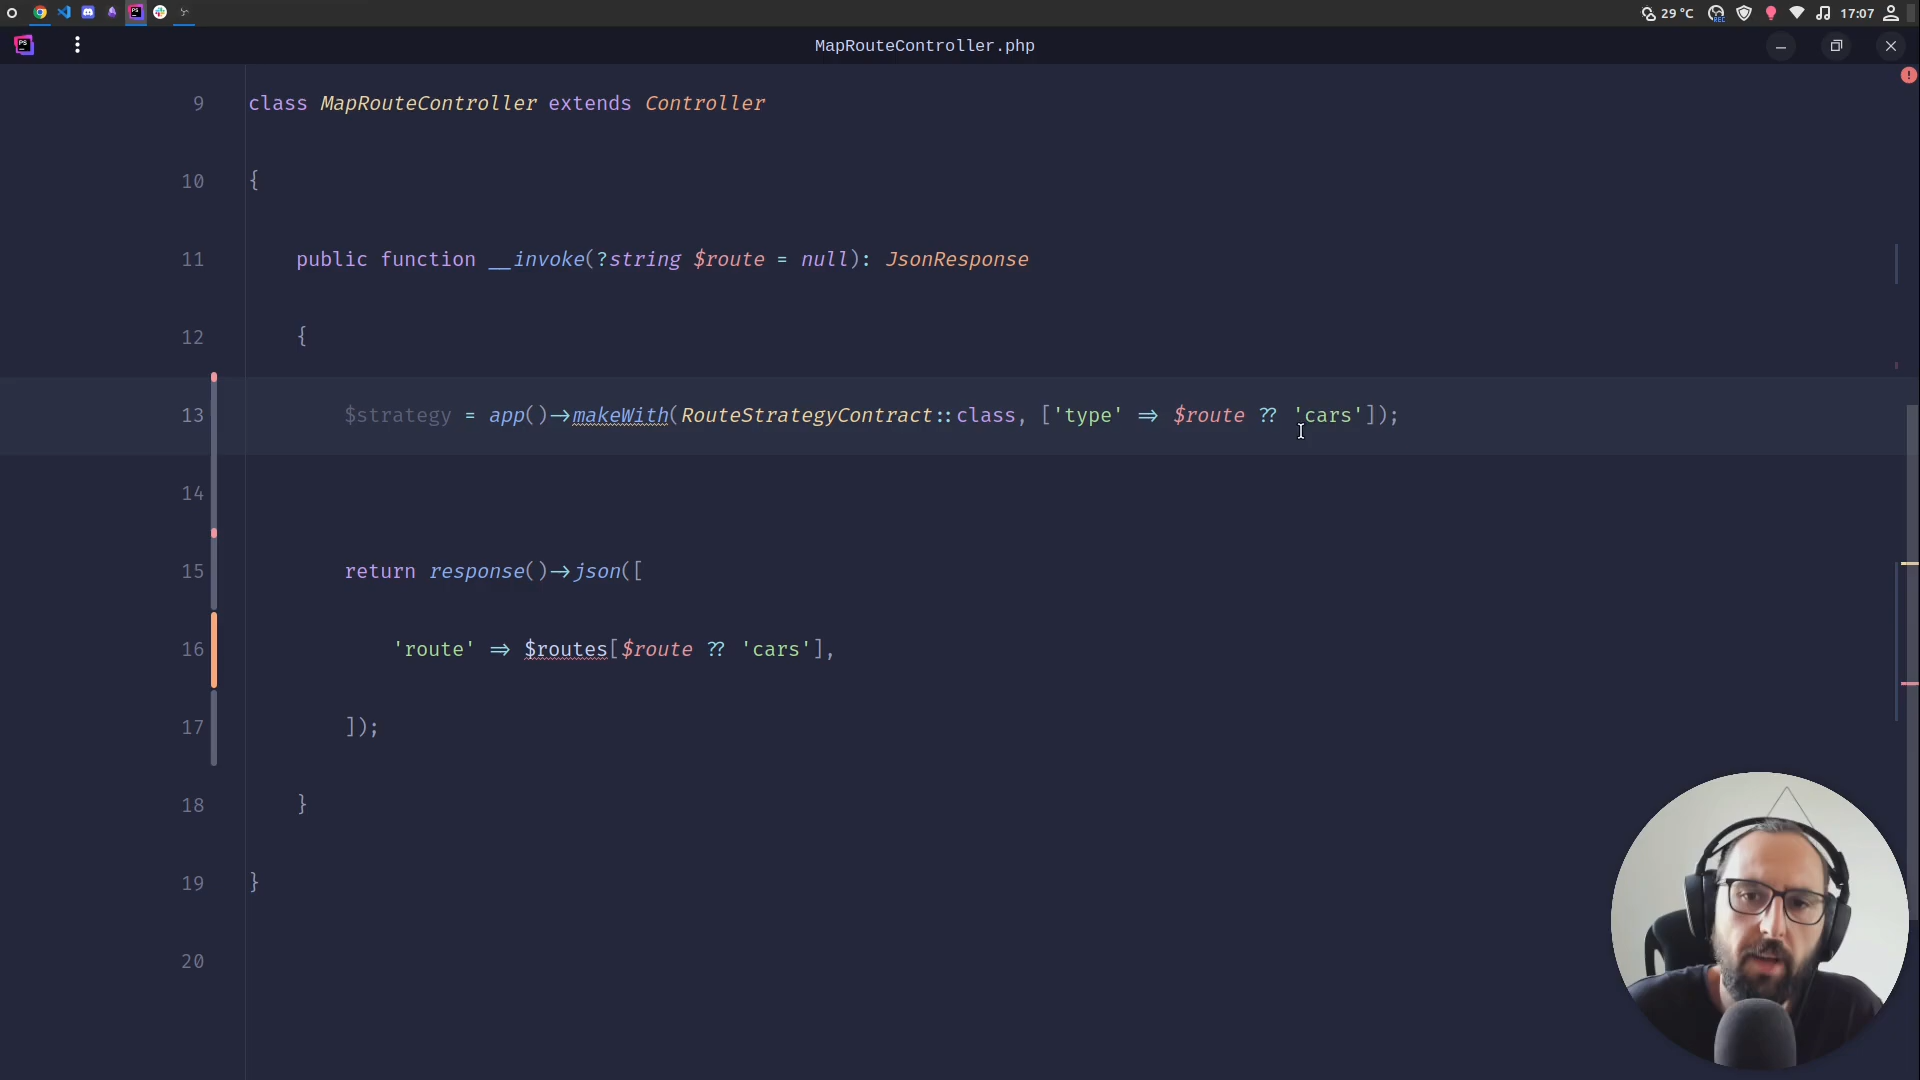 29 °C
REC
17:07
PS
MapRouteController.php
9 class MapRouteController extends Controller
10 {
11 public function __invoke(?string $route = null): JsonResponse
12 {
13 $strategy = app()->makeWith(RouteStrategyContract::class, ['type' => $route ?? 'cars']);
14
15 return response()->json([
16 'route' => $routes[$route ?? 'cars'],
17 ]);
18 }
19 }
20